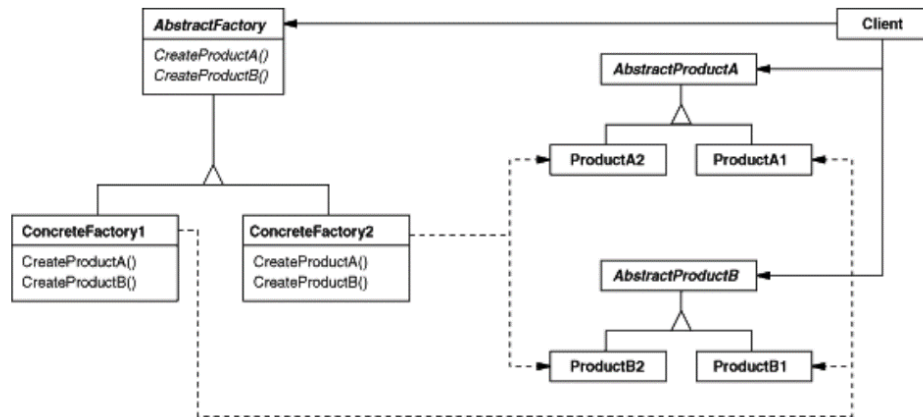 AbstractFactory
Client
CreateProductA()
CreateProductB()
AbstractProductA
ProductA2
ProductA1
ConcreteFactory1
ConcreteFactory2
CreateProductA()
CreateProductA()
CreateProductB()
CreateProductB()
AbstractProductB
ProductB2
ProductB1